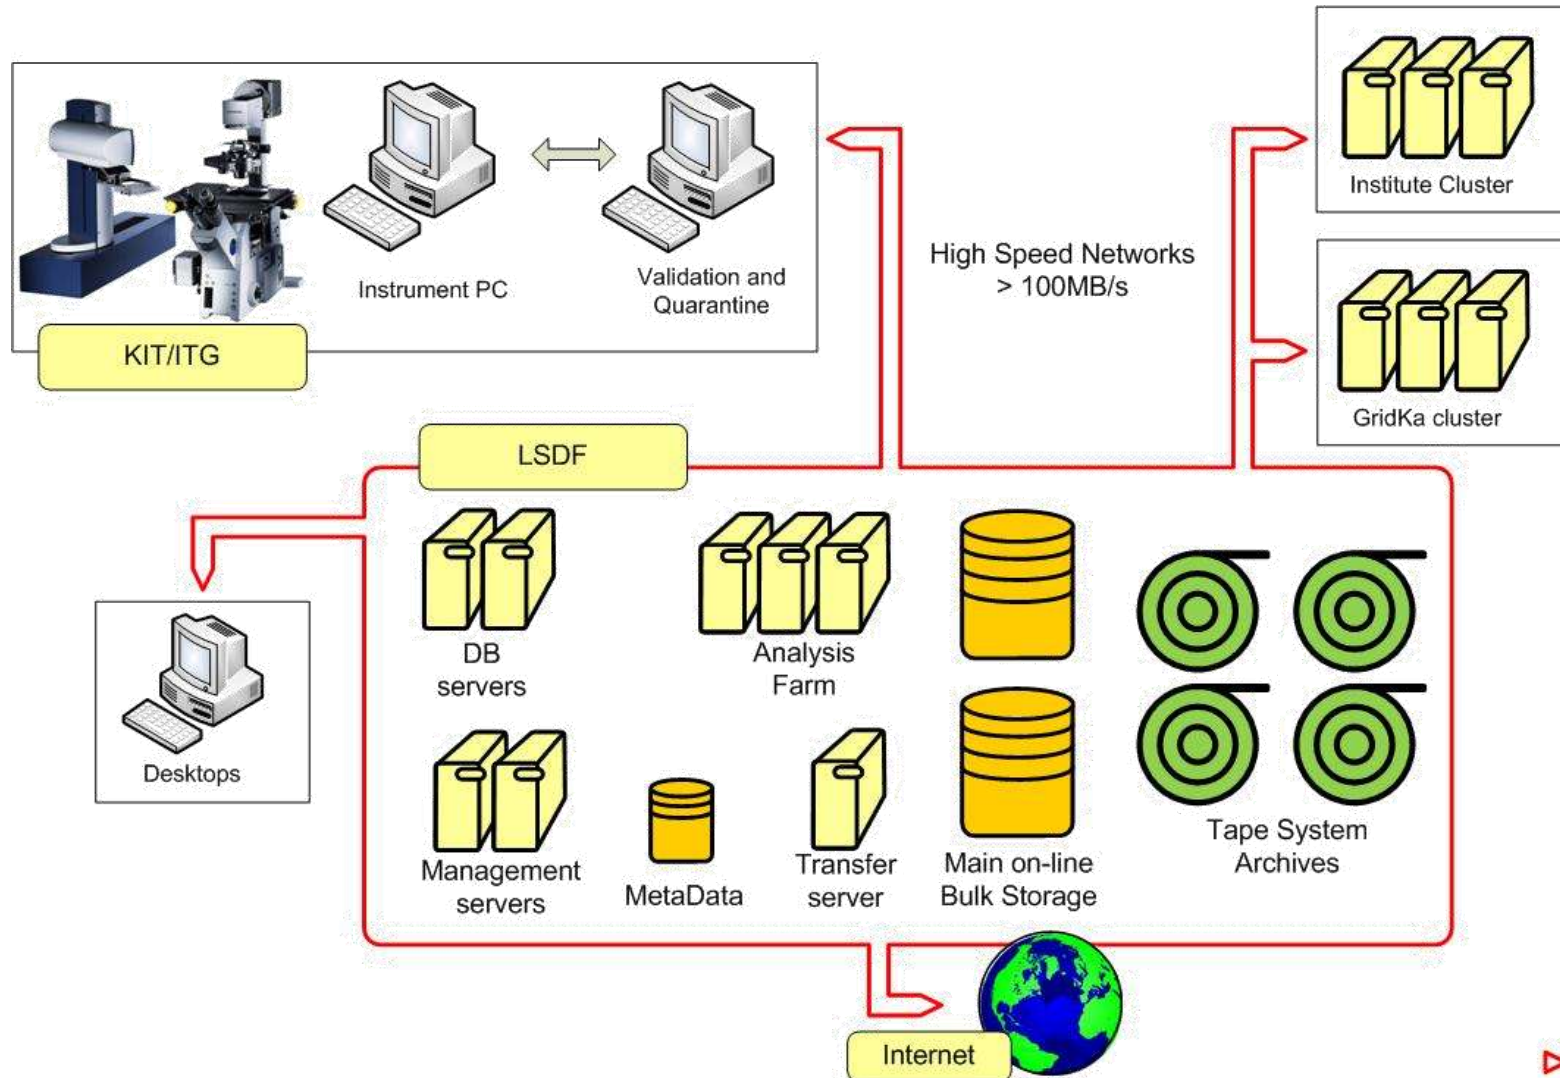 Institute Cluster
Instrument PC
Validation and
Quarantine
High Speed Networks
> 100MB/s
KIT/ITG
GridKa cluster
LSDF
DB
servers
Analysis
Farm
Desktops
Management
servers
MetaData
Transfer
server
Main on-line
Bulk Storage
Tape System
Archives
Internet